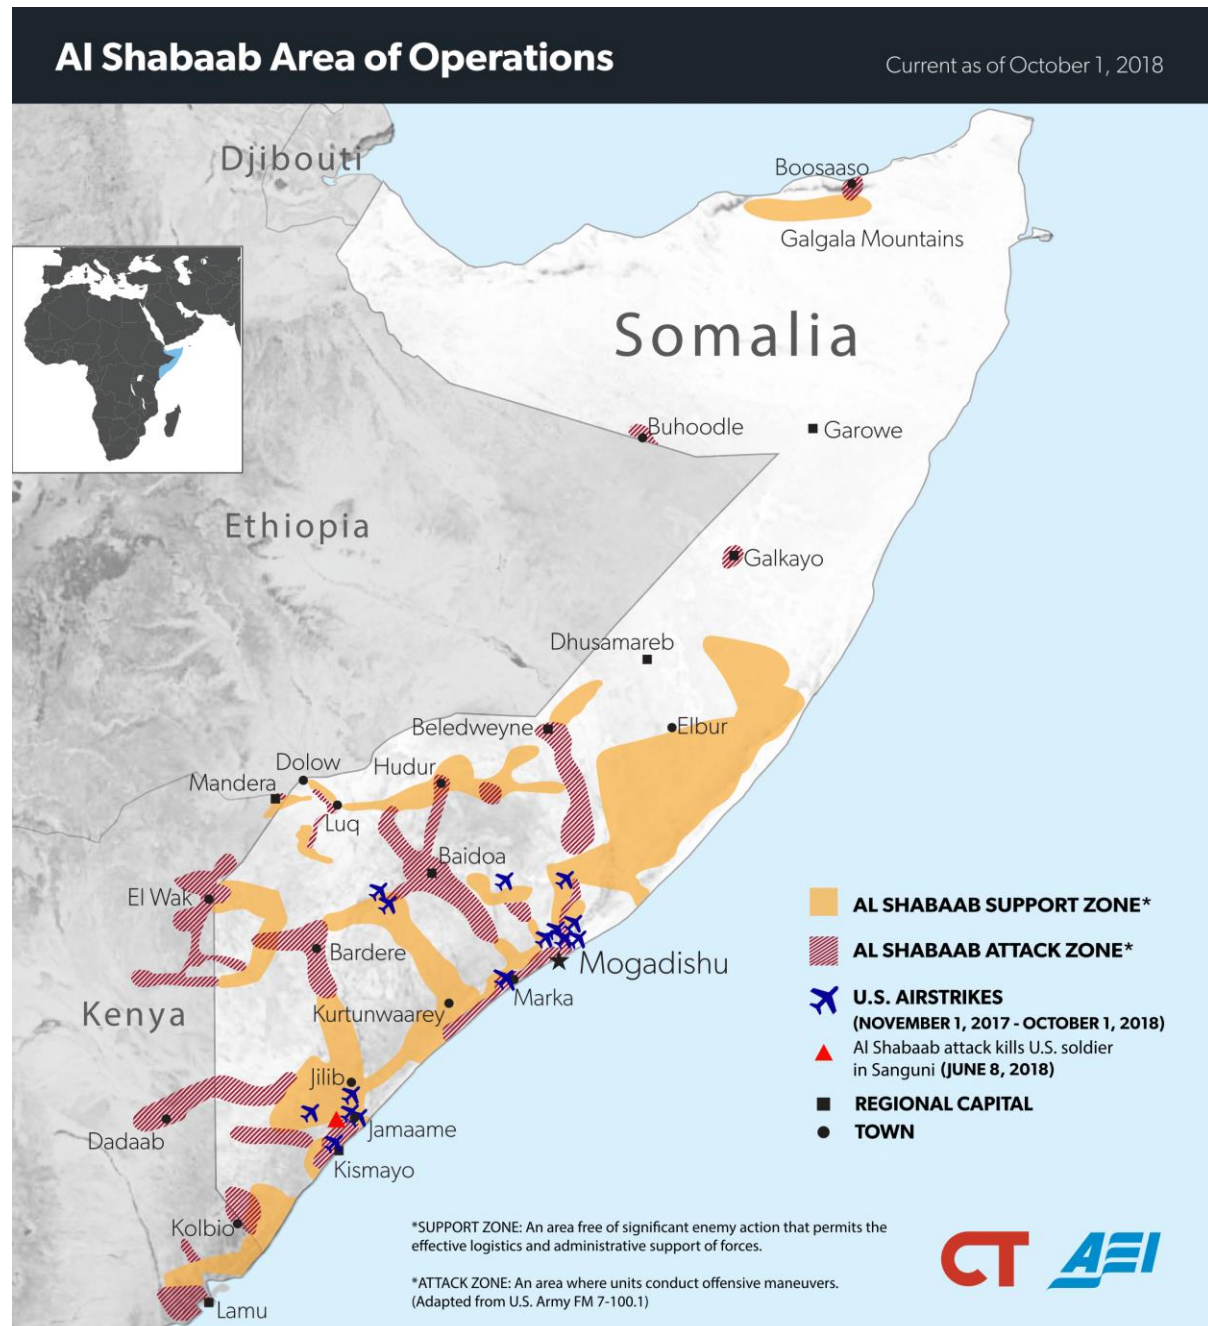 Al Shabaab Area of Operations
Current as of October 1, 2018
Djibouti
Boosaaso
Galgala Mountains
Somalia
Buhoodle
Garowe
Ethiopia
Galkayo
Dhusamareb
Beledweyne
Elbur
Dolow
Hudur
Mandera
Luq
Baidoa
El Wak
Bardere
Mogadishu
Marka
Kenya
Kurtunwaarey
Jilib
Jamaame
Dadaab
Kismayo
Kolbio
Lamu
AL SHABAAB SUPPORT ZONE*
AL SHABAAB ATTACK ZONE*
U.S. AIRSTRIKES
(NOVEMBER 1, 2017 - OCTOBER 1, 2018)
Al Shabaab attack kills U.S. soldier
in Sanguni (JUNE 8, 2018)
REGIONAL CAPITAL
TOWN
*SUPPORT ZONE: An area free of significant enemy action that permits the
effective logistics and administrative support of forces.
*ATTACK ZONE: An area where units conduct offensive maneuvers.
(Adapted from U.S. Army FM 7-100.1)
CT AEI